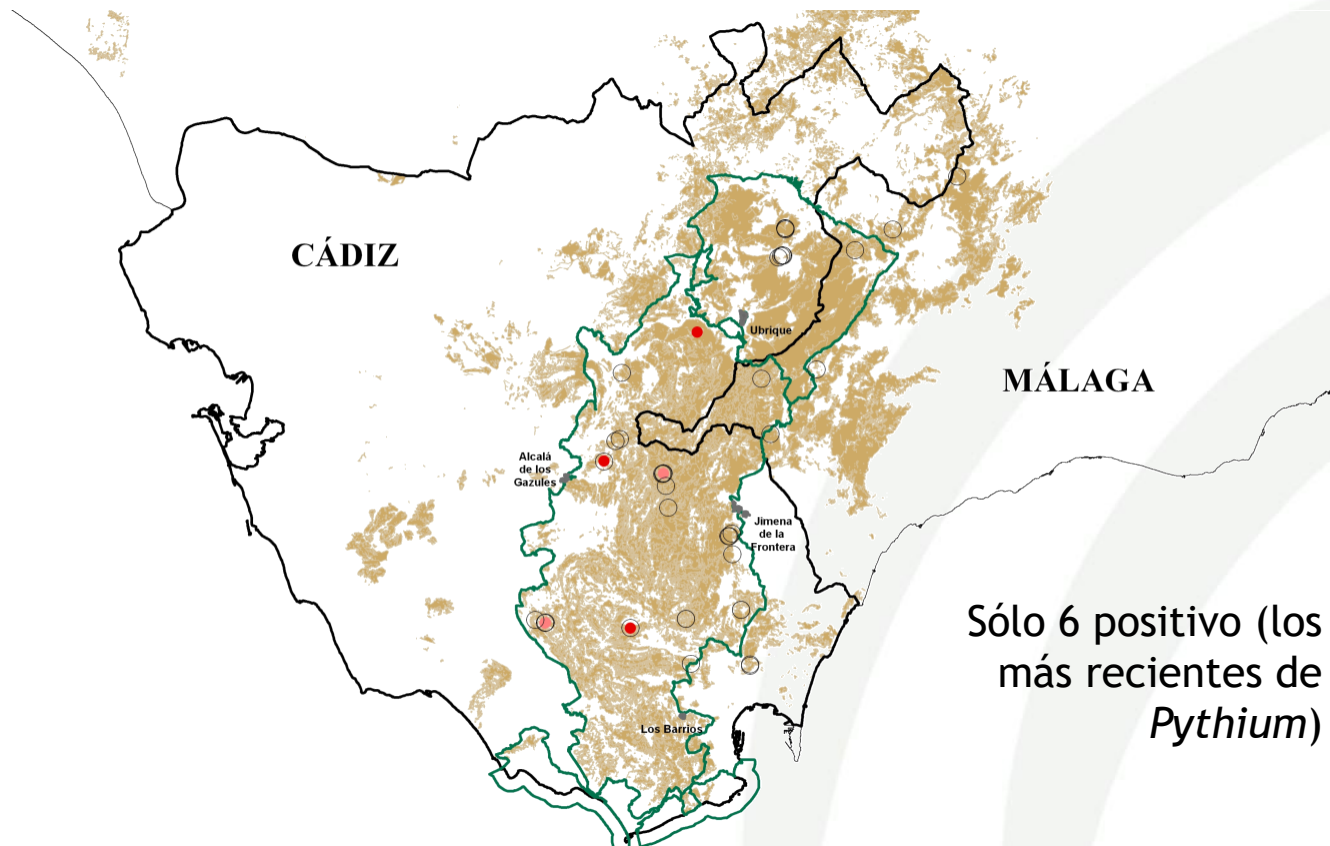 CÁDIZ
Ubrique
MÁLAGA
Alcalá
de los
Gazules
Jimena
de la
Frontera
Sólo 6 positivo (los
más recientes de
Pythium)
Los Barrios